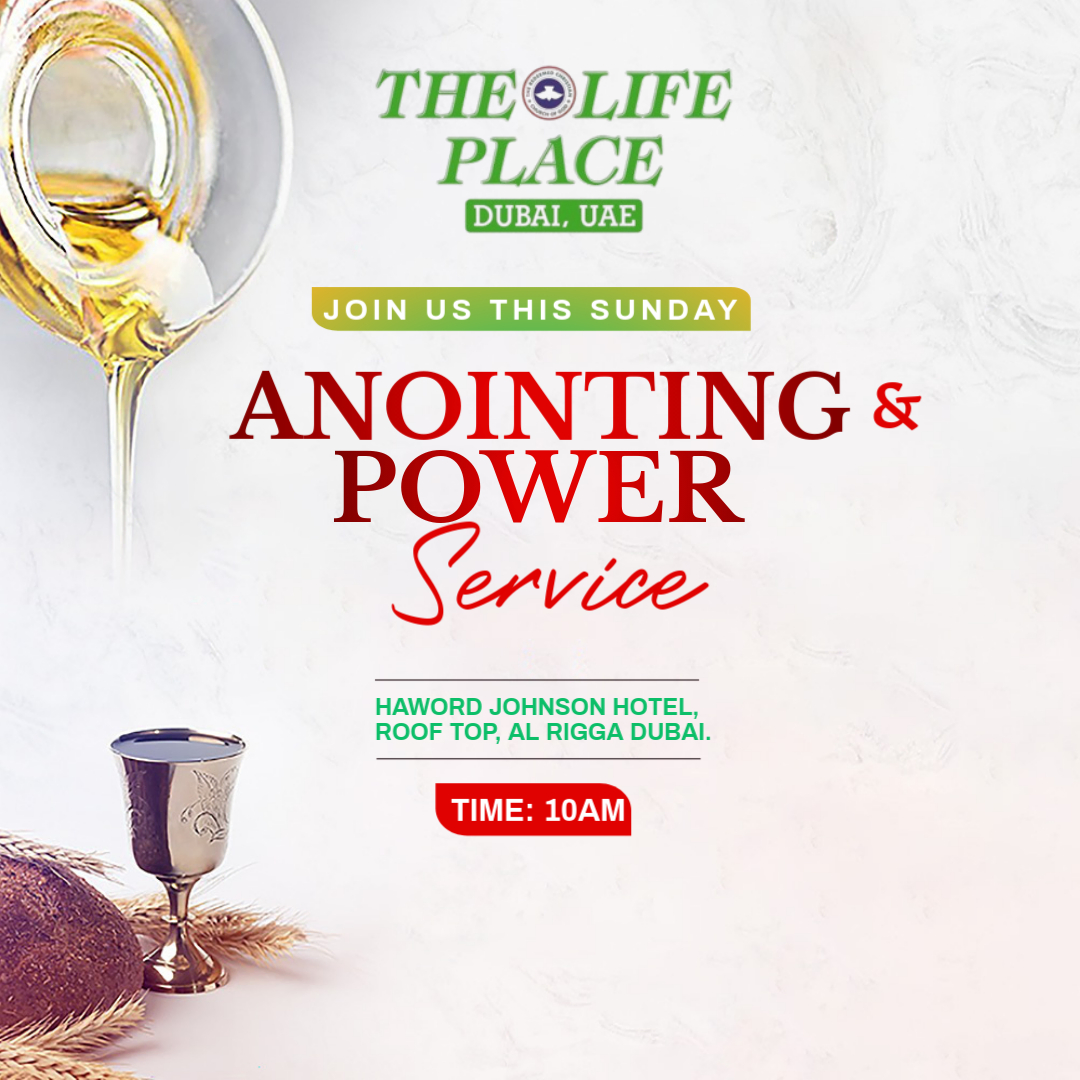 THE LIFE
PLACE
DUBAI, UAE
JOIN US THIS SUNDAY
ANOINTING &
POWER
Service
HAWORD JOHNSON HOTEL,
ROOF TOP, AL RIGGA DUBAI.
TIME: 10AM